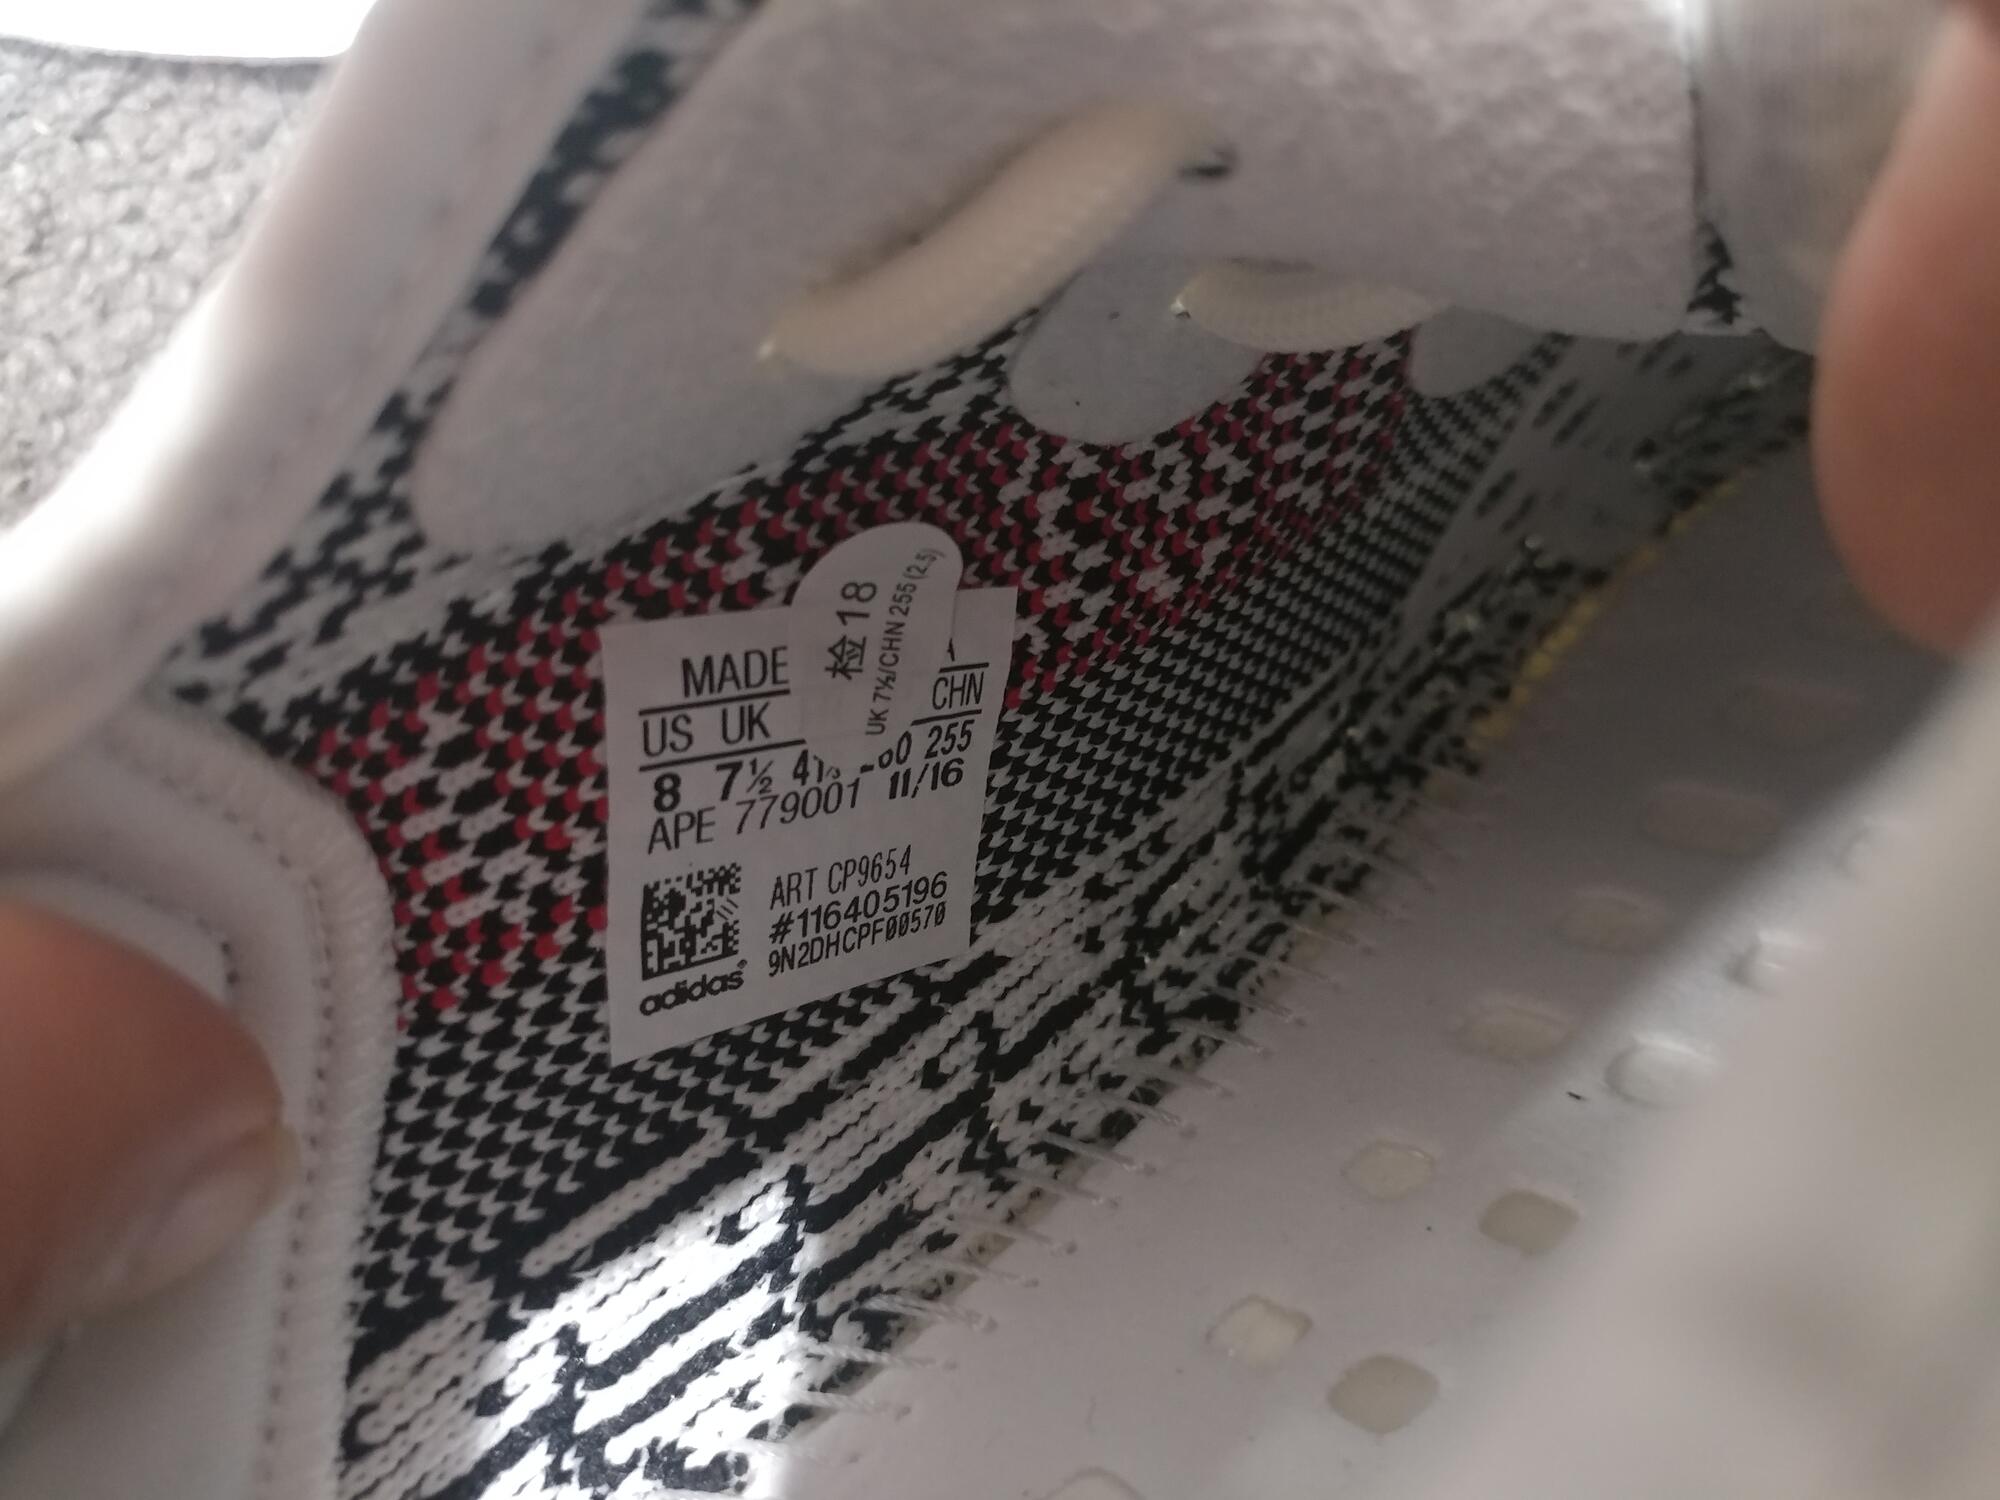 检18
UK 7½/CHN 255 (2.5)
MADE
US UK CHN
8 7½ 255
APE 779001 11/16
ART CP9654
#116405196
9N2DHCPF00570
adidas